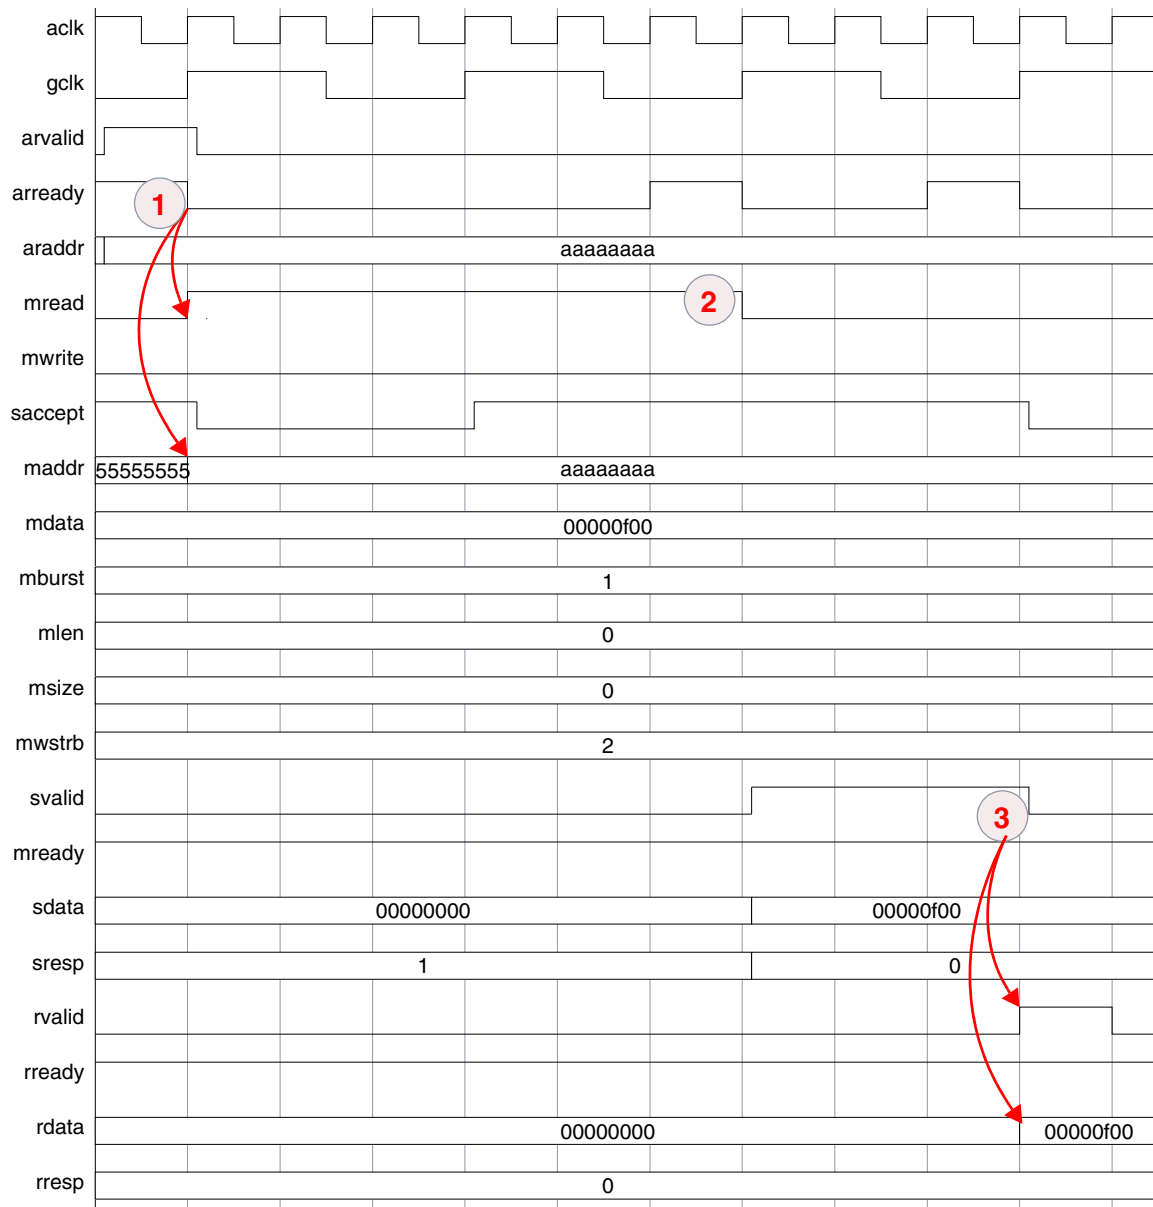 aclk
gclk
arvalid
arready
1
araddr aaaaaaaa
mread 2
mwrite
saccept
maddr 55555555 aaaaaaaa
mdata 00000f00
mburst 1
mlen 0
msize 0
mwstrb 2
svalid
3
mready
sdata 00000000 00000f00
sresp 1 0
rvalid
rready
rdata 00000000 00000f00
rresp 0